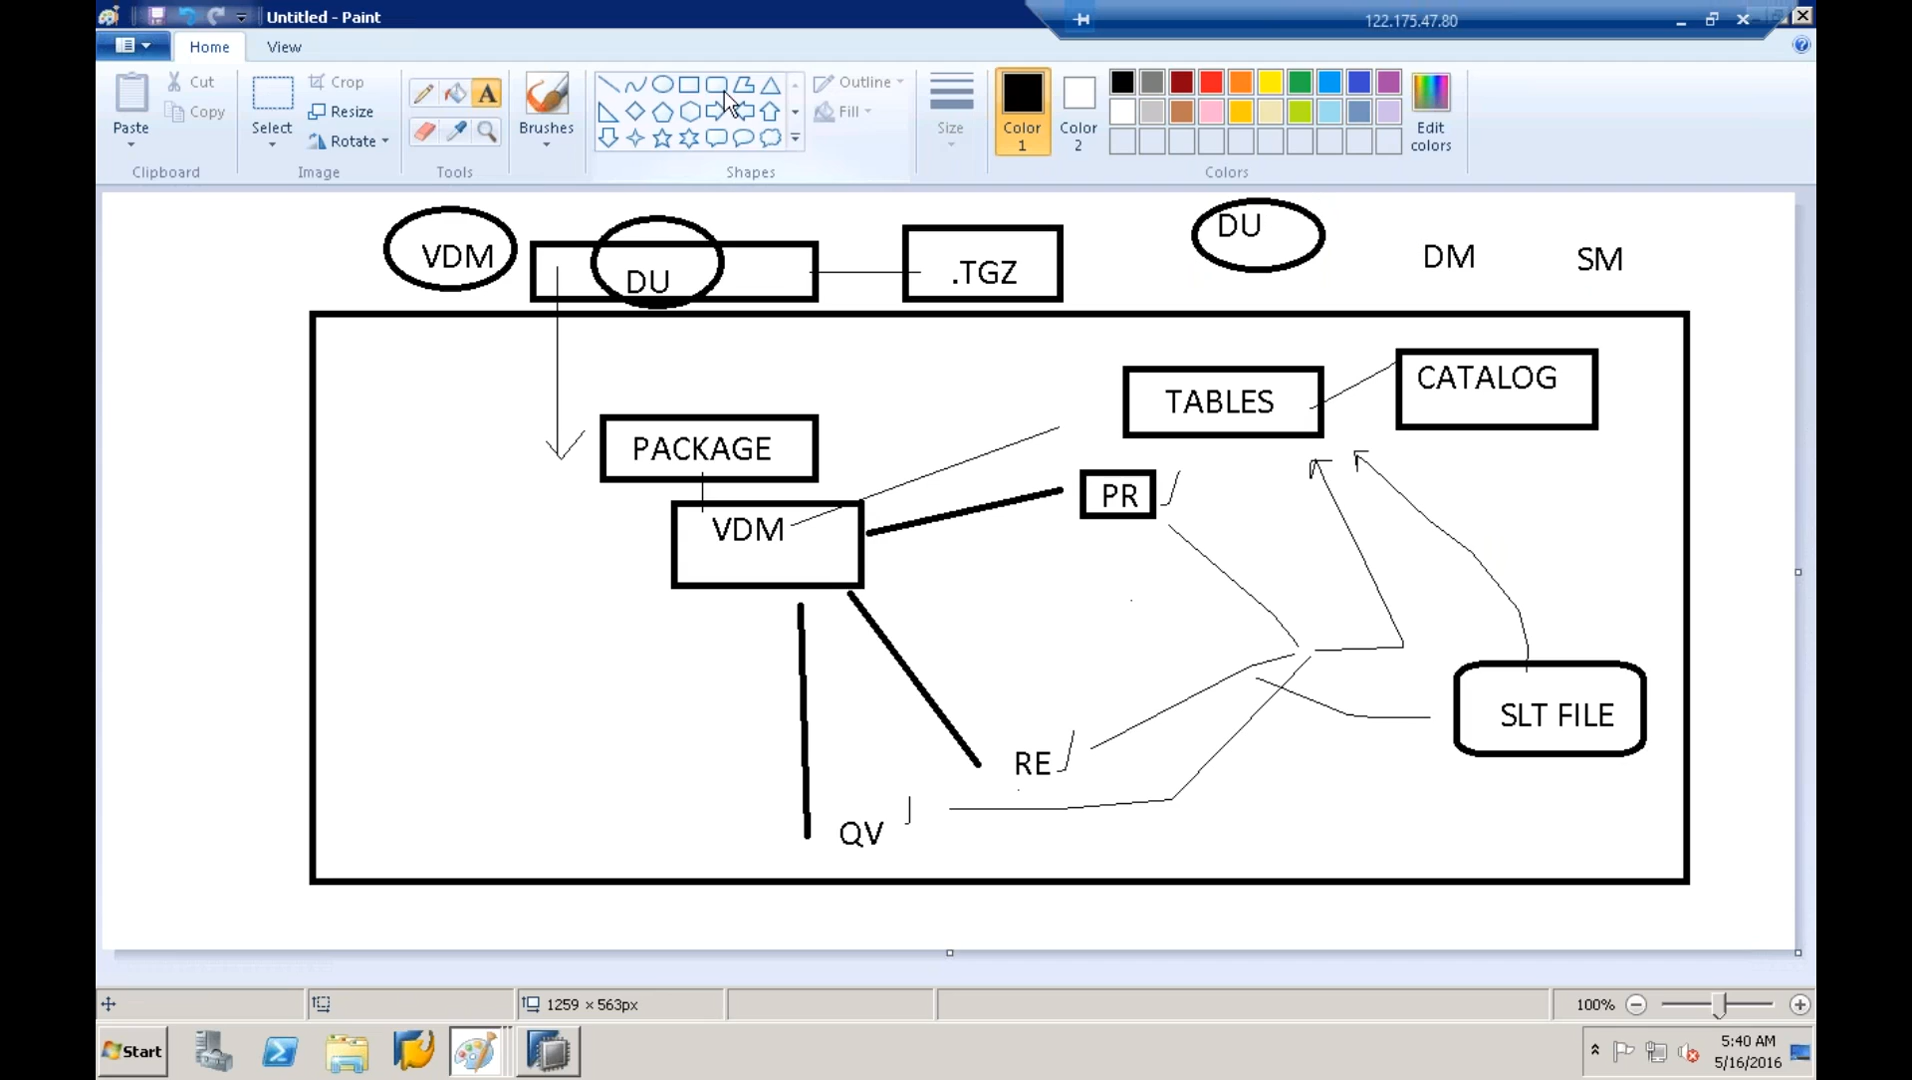 Untitled - Paint
122.175.47.80
Home View
Paste
Cut
Copy
Clipboard
Select
Crop
Resize
Rotate
Image
A
Tools
Brushes
Outline
Fill
Shapes
Size
Color 1
Color 2
Edit colors
Colors
VDM
DU
.TGZ
DU
DM
SM
TABLES
CATALOG
PACKAGE
PR
VDM
SLT FILE
RE
QV
1259 × 563px
100%
Start
5:40 AM
5/16/2016